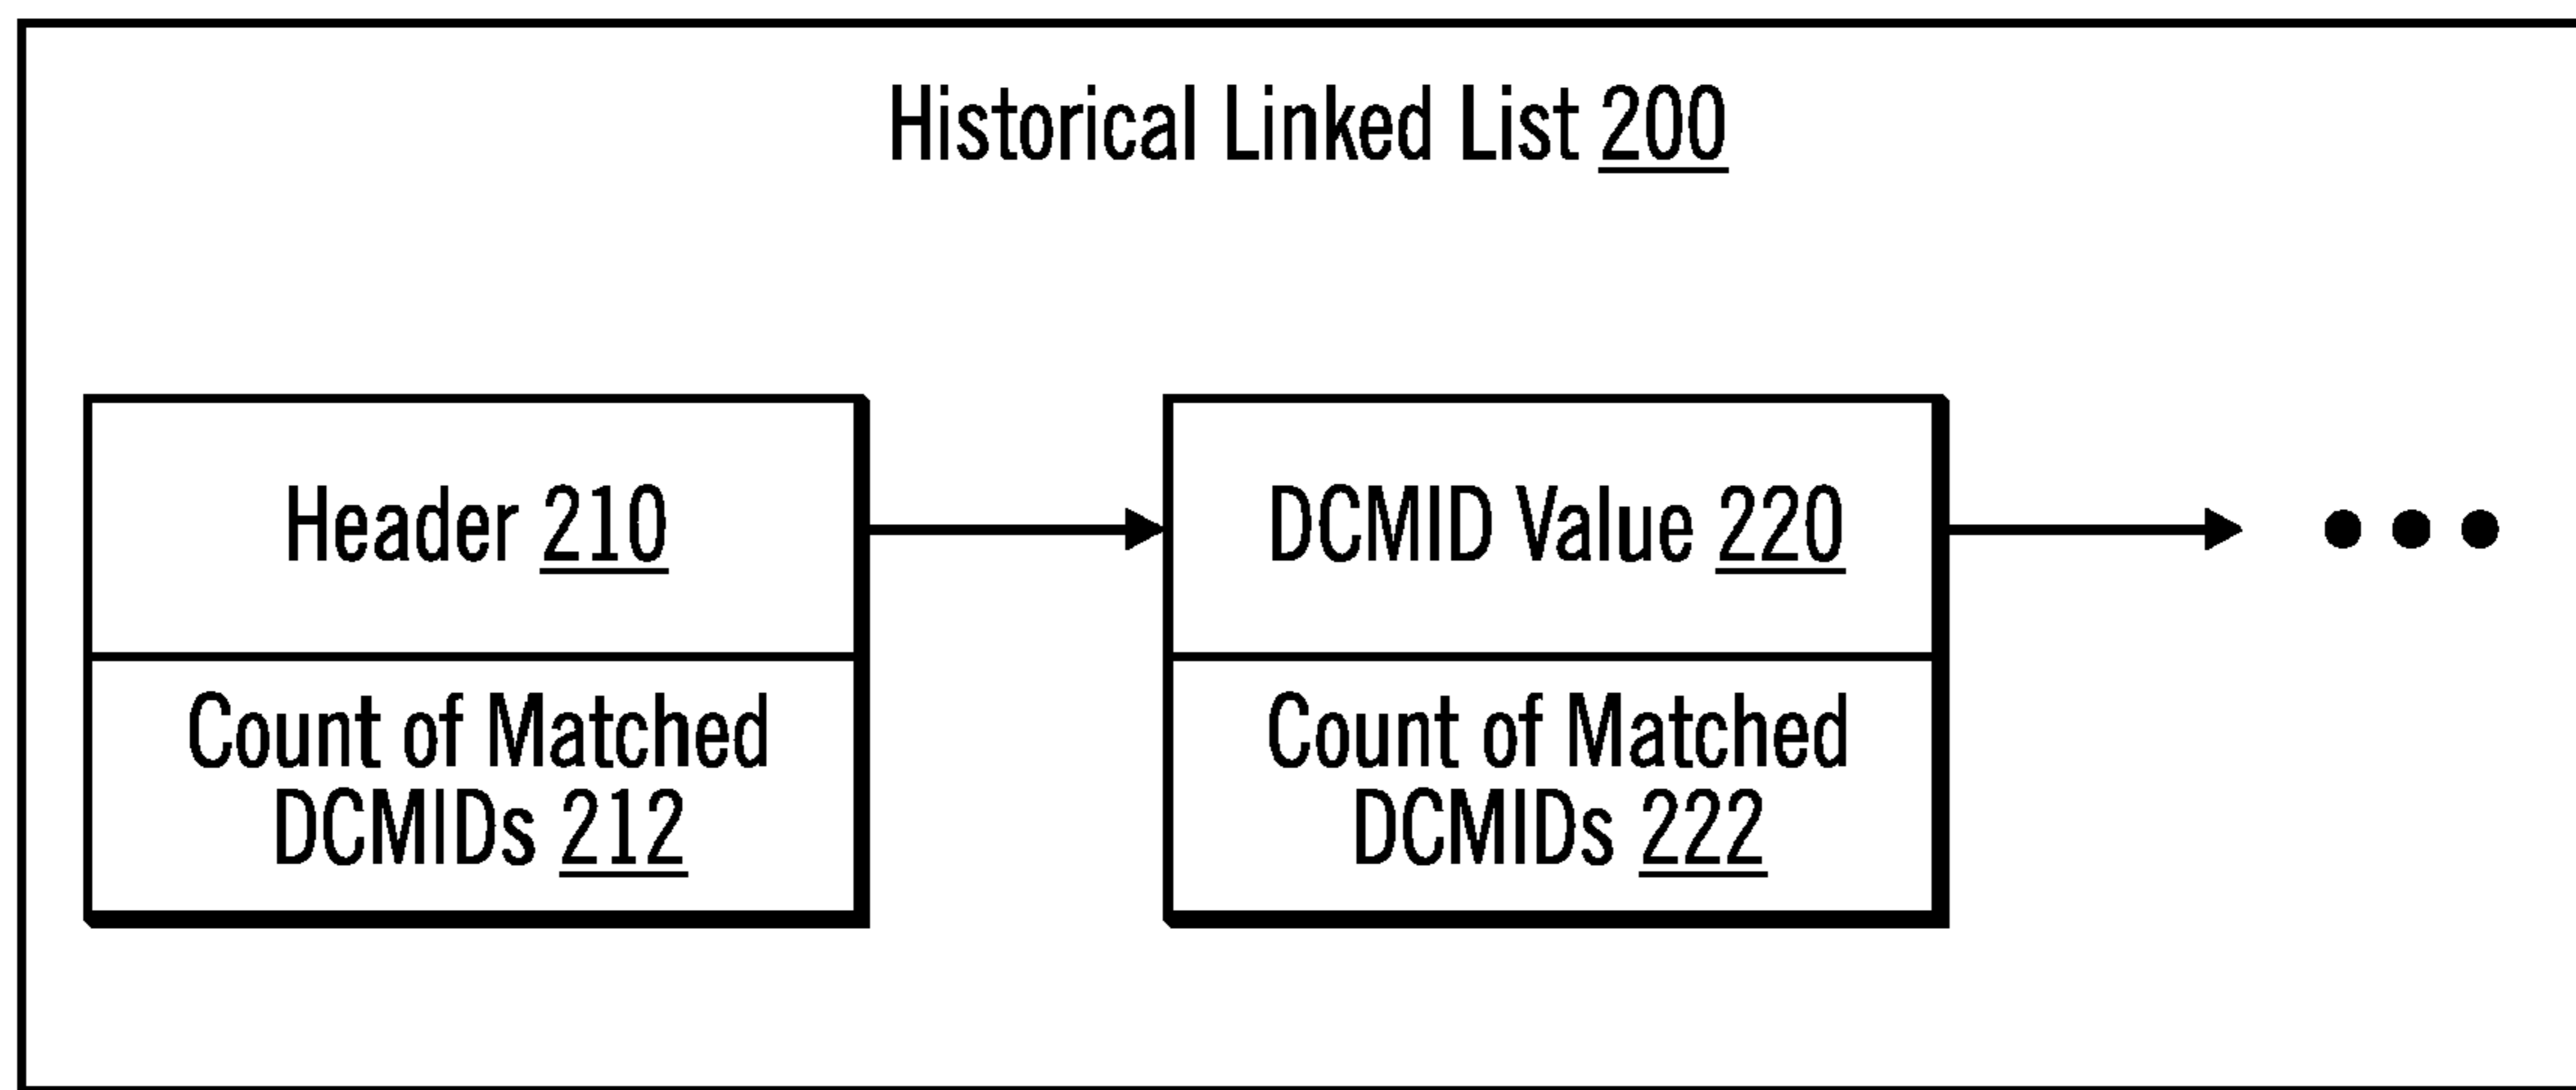 Historical Linked List 200
Header 210
Count of Matched
DCMIDs 212
DCMID Value 220
Count of Matched
DCMIDs 222